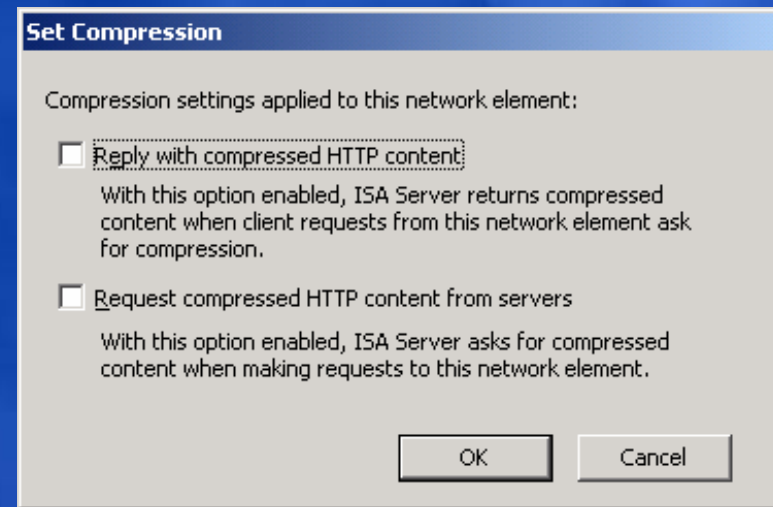 Set Compression
Compression settings applied to this network element:
Reply with compressed HTTP content
With this option enabled, ISA Server returns compressed
content when client requests from this network element ask
for compression.
Request compressed HTTP content from servers
With this option enabled, ISA Server asks for compressed
content when making requests to this network element.
OK Cancel